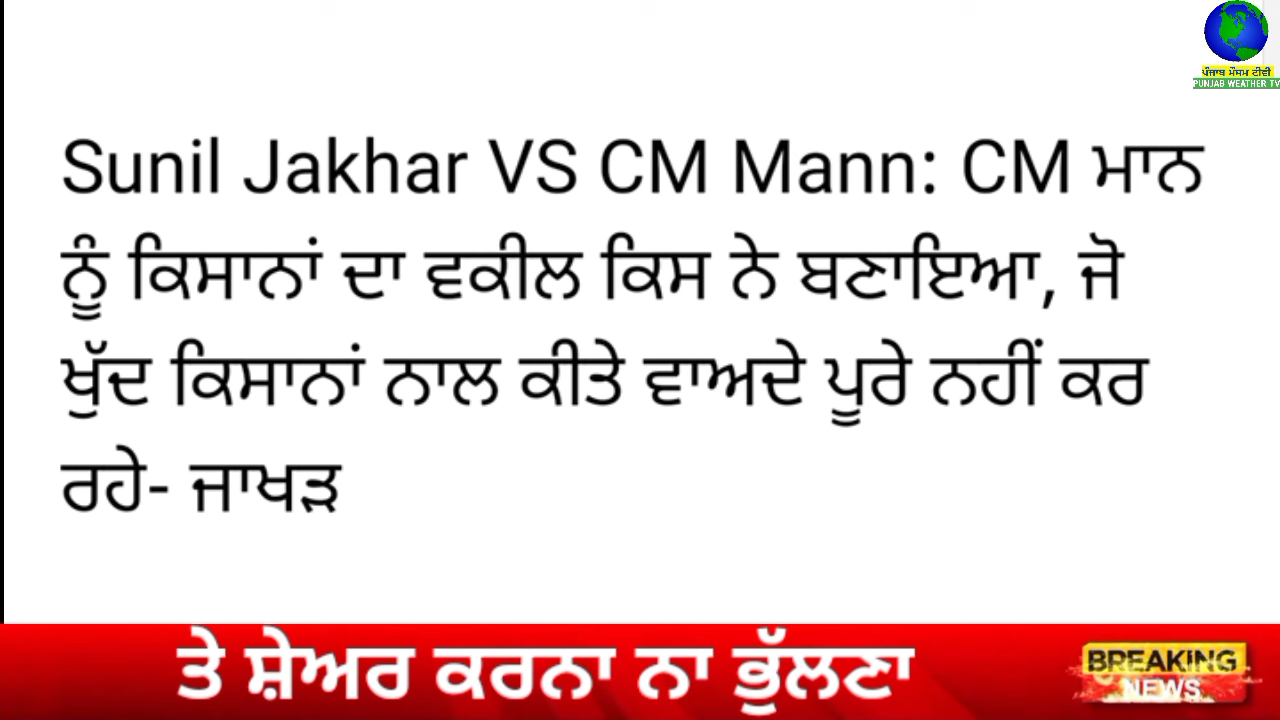 ਪੰਜਾਬ ਮੌਸਮ ਟੀਵੀ
PUNJAB WEATHER TV
Sunil Jakhar VS CM Mann: CM ਮਾਨ
ਨੂੰ ਕਿਸਾਨਾਂ ਦਾ ਵਕੀਲ ਕਿਸ ਨੇ ਬਣਾਇਆ, ਜੋ
ਖੁੱਦ ਕਿਸਾਨਾਂ ਨਾਲ ਕੀਤੇ ਵਾਅਦੇ ਪੂਰੇ ਨਹੀਂ ਕਰ
ਰਹੇ- ਜਾਖੜ
ਤੇ ਸ਼ੇਅਰ ਕਰਨਾ ਨਾ ਭੁੱਲਣਾ
BREAKING
NEWS